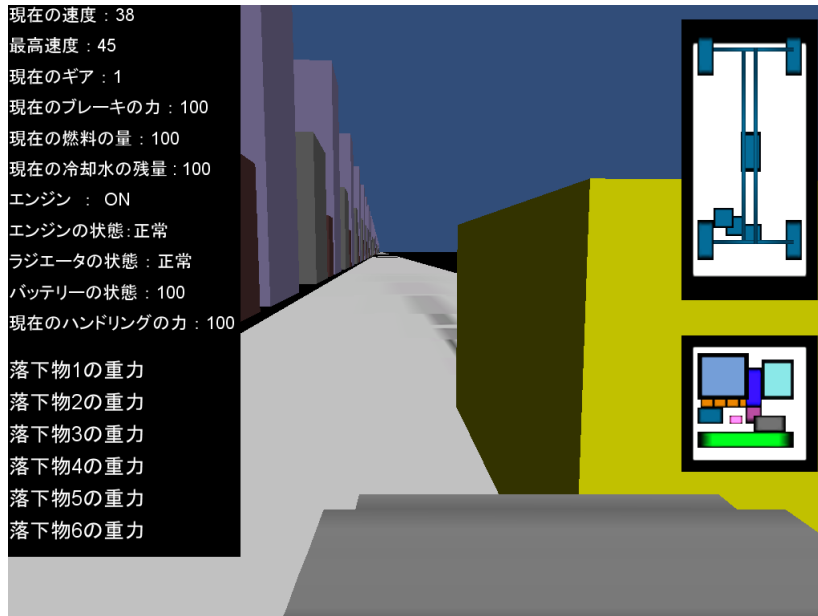 現在の速度：38
最高速度：45
現在のギア：1
現在のブレーキの力：100
現在の燃料の量：100
現在の冷却水の残量：100
エンジン ： ON
エンジンの状態：正常
ラジエータの状態：正常
バッテリーの状態：100
現在のハンドリングの力：100
落下物1の重力
落下物2の重力
落下物3の重力
落下物4の重力
落下物5の重力
落下物6の重力